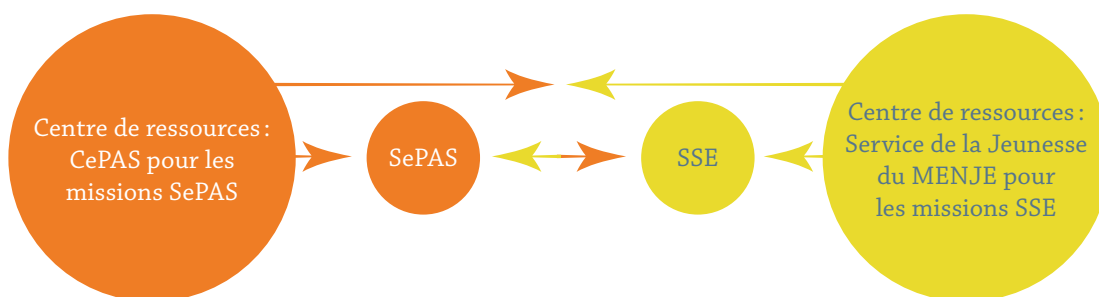 Centre de ressources :
CePAS pour les
missions SePAS
SePAS
SSE
Centre de ressources :
Service de la Jeunesse
du MENJE pour
les missions SSE